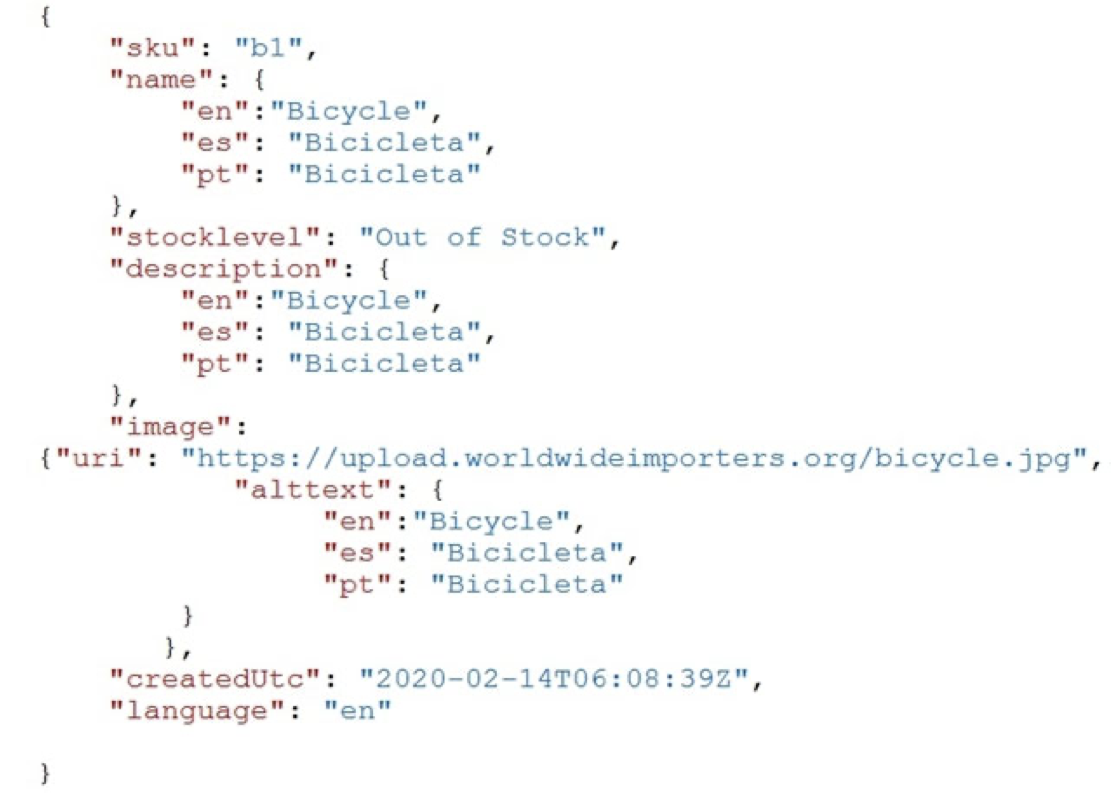 {
"sku": "b1",
"name": {
"en":"Bicycle",
"es": "Bicicleta",
"pt": "Bicicleta"
},
"stocklevel": "Out of Stock",
"description": {
"en":"Bicycle",
"es": "Bicicleta",
"pt": "Bicicleta"
},
"image":
{"uri": "https://upload.worldwideimporters.org/bicycle.jpg",
"alttext": {
"en":"Bicycle",
"es": "Bicicleta",
"pt": "Bicicleta"
}
},
"createdUtc": "2020-02-14T06:08:39Z",
"language": "en"
}